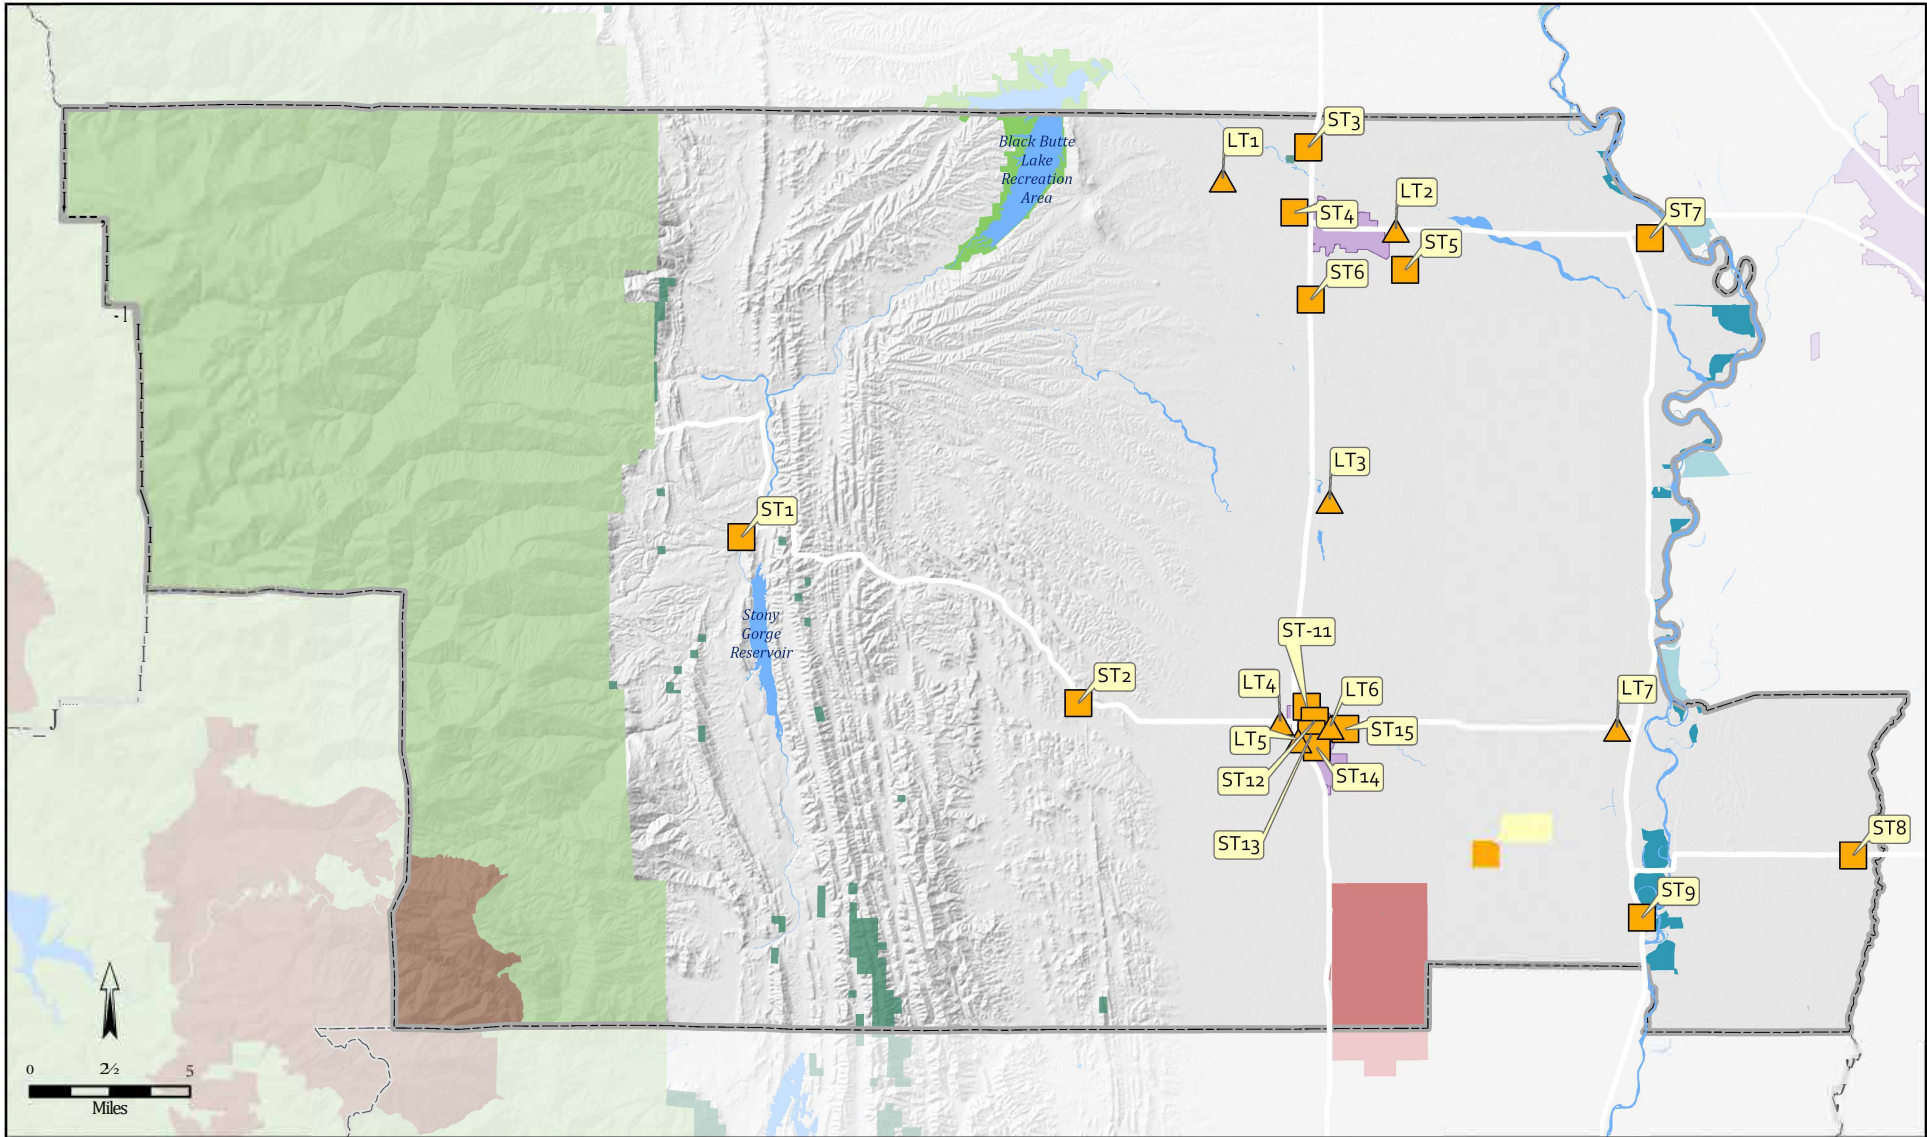 ST3
LT1
Black Butte
Lake
Recreation
Area
LT2
ST4
ST7
ST5
ST6
LT3
ST1
Stony
Gorge
Reservoir
ST-11
ST2
LT4
LT6
LT7
LT5
ST15
ST12
ST14
ST13
ST8
ST9
0
2½
5
Miles